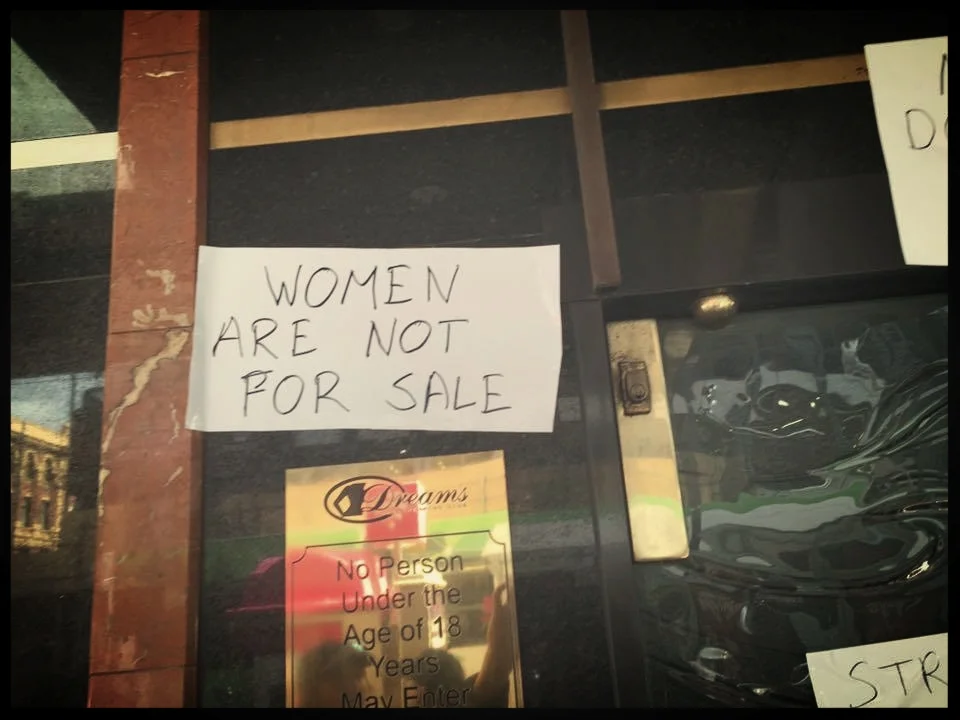 WOMEN
ARE NOT
FOR SALE
Dreams
No Person
Under the
Age of 18
Years
May Enter
STR